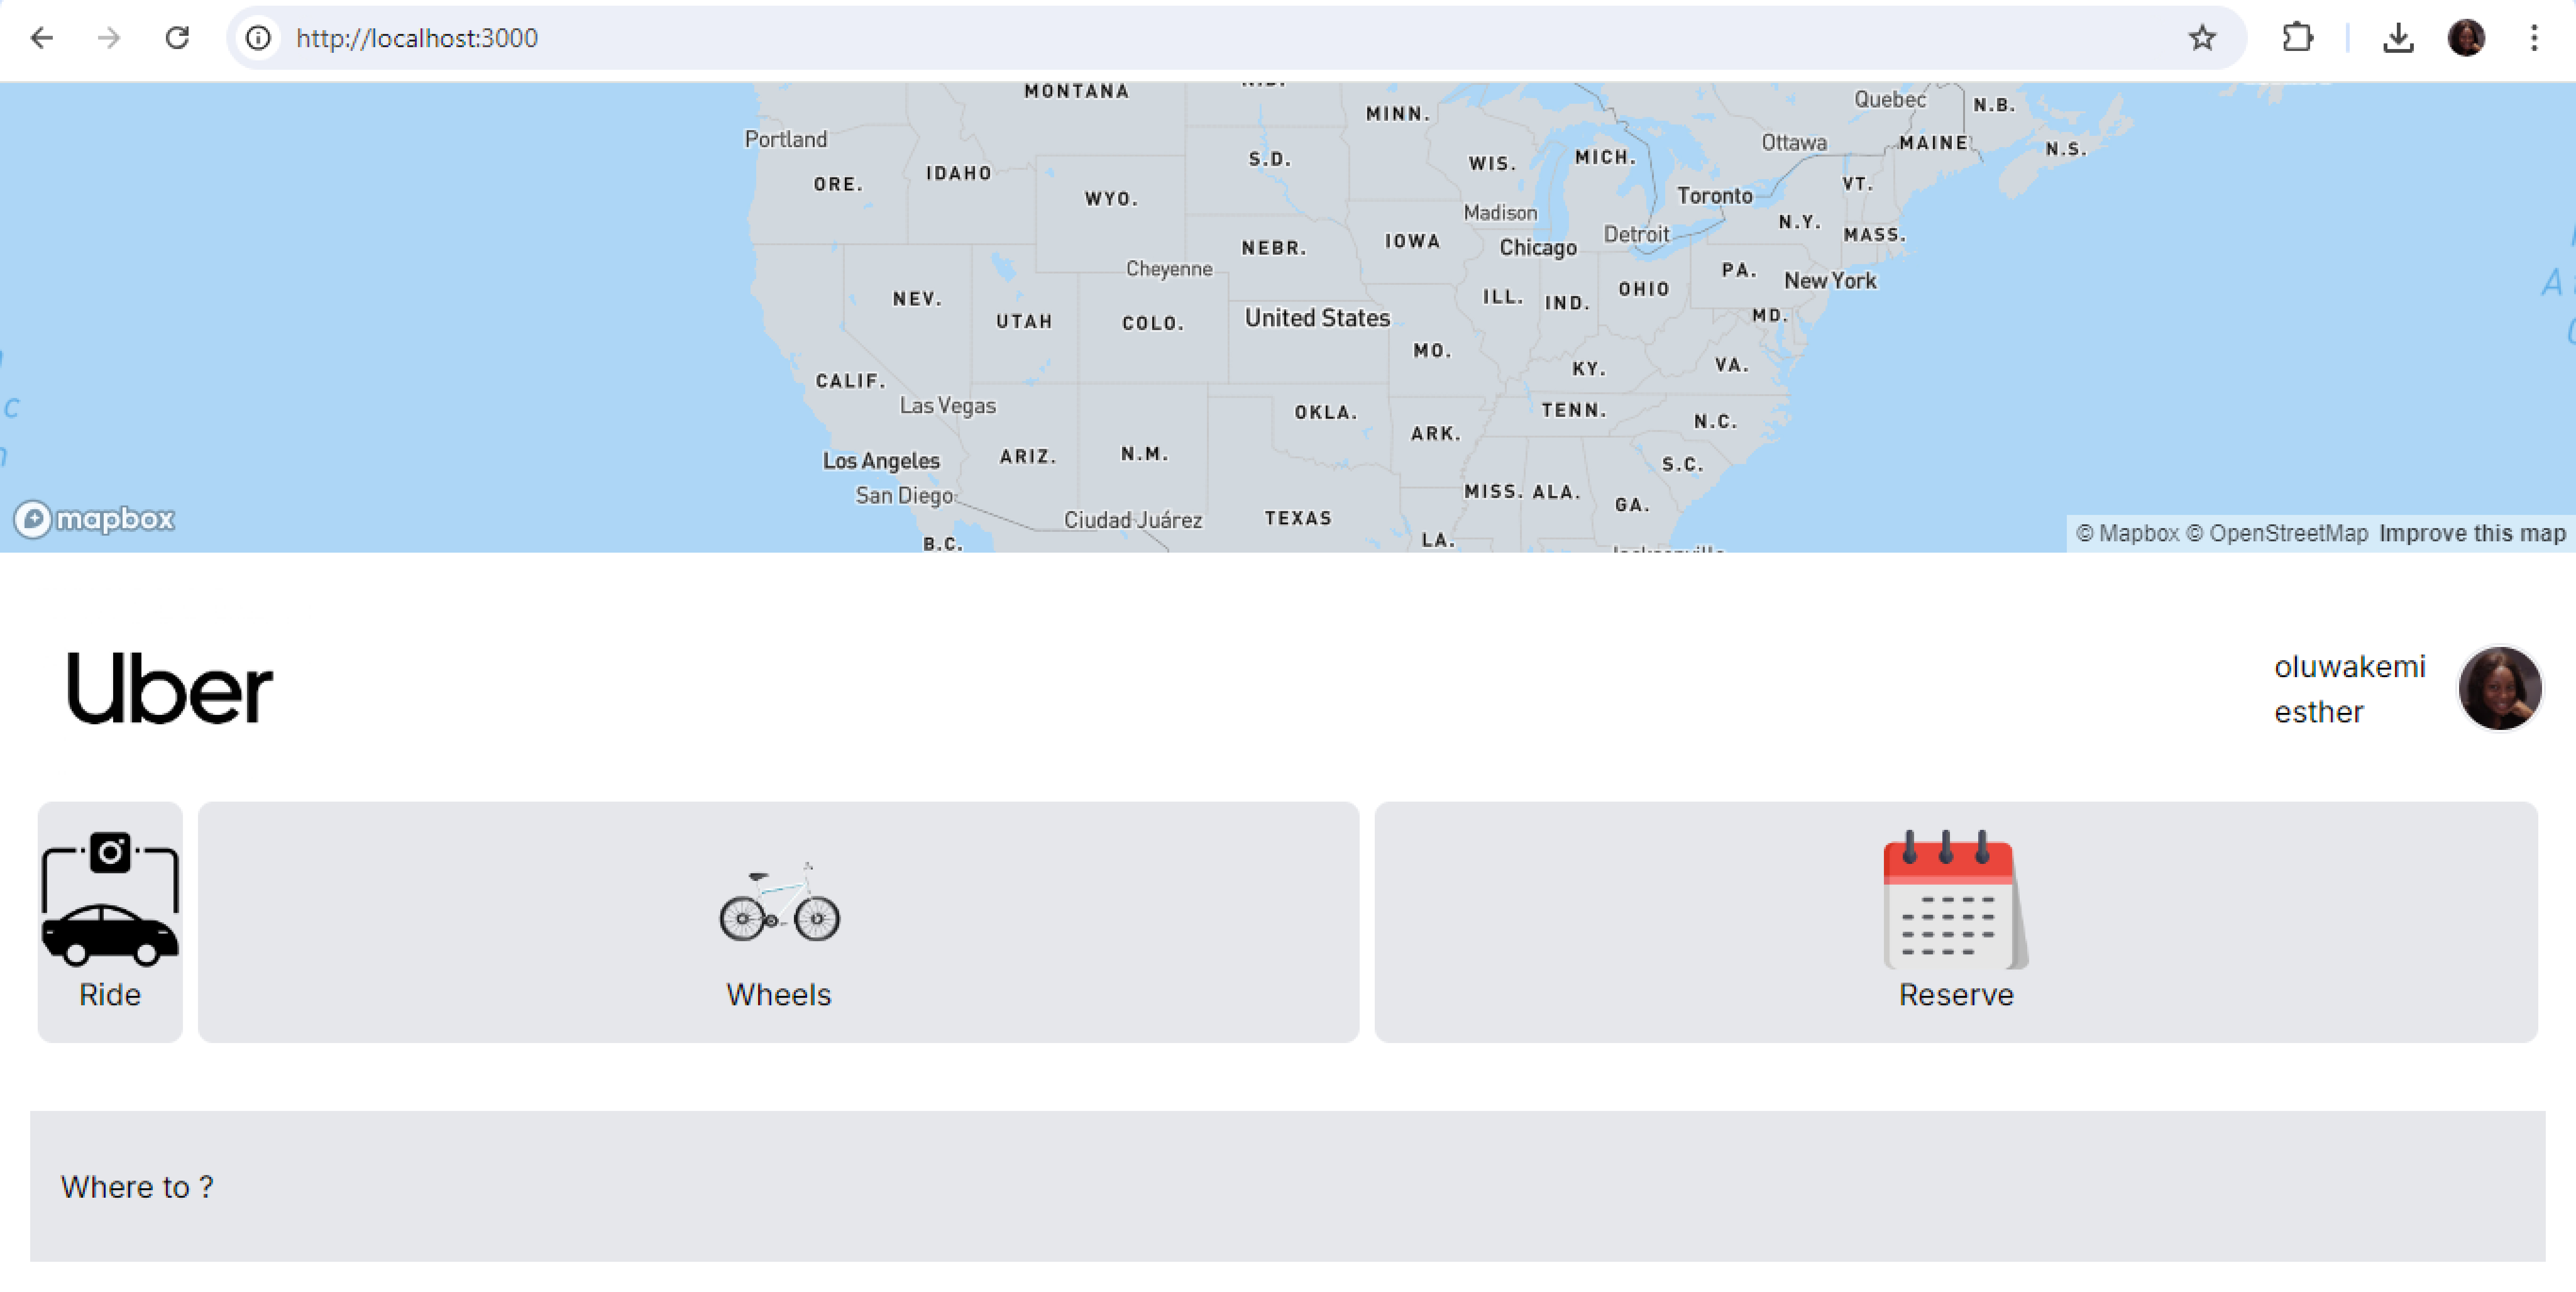 http://localhost:3000
MONTANA
MINN.
Quebec
N.B.
Portland
Ottawa
MAINE
N.S.
S.D.
WIS.
MICH.
ORE.
IDAHO
VT.
WYO.
Toronto
Madison
N.Y.
MASS.
NEBR.
IOWA
Chicago
Detroit
Cheyenne
PA.
New York
NEV.
ILL.
IND.
OHIO
UTAH
COLO.
United States
MD.
MO.
KY.
VA.
CALIF.
Las Vegas
OKLA.
TENN.
N.C.
ARK.
Los Angeles
ARIZ.
N.M.
S.C.
San Diego
MISS.
ALA.
GA.
mapbox
Ciudad Juárez
TEXAS
LA.
B.C.
© Mapbox © OpenStreetMap Improve this map
Uber
oluwakemi
esther
Ride
Wheels
Reserve
Where to ?